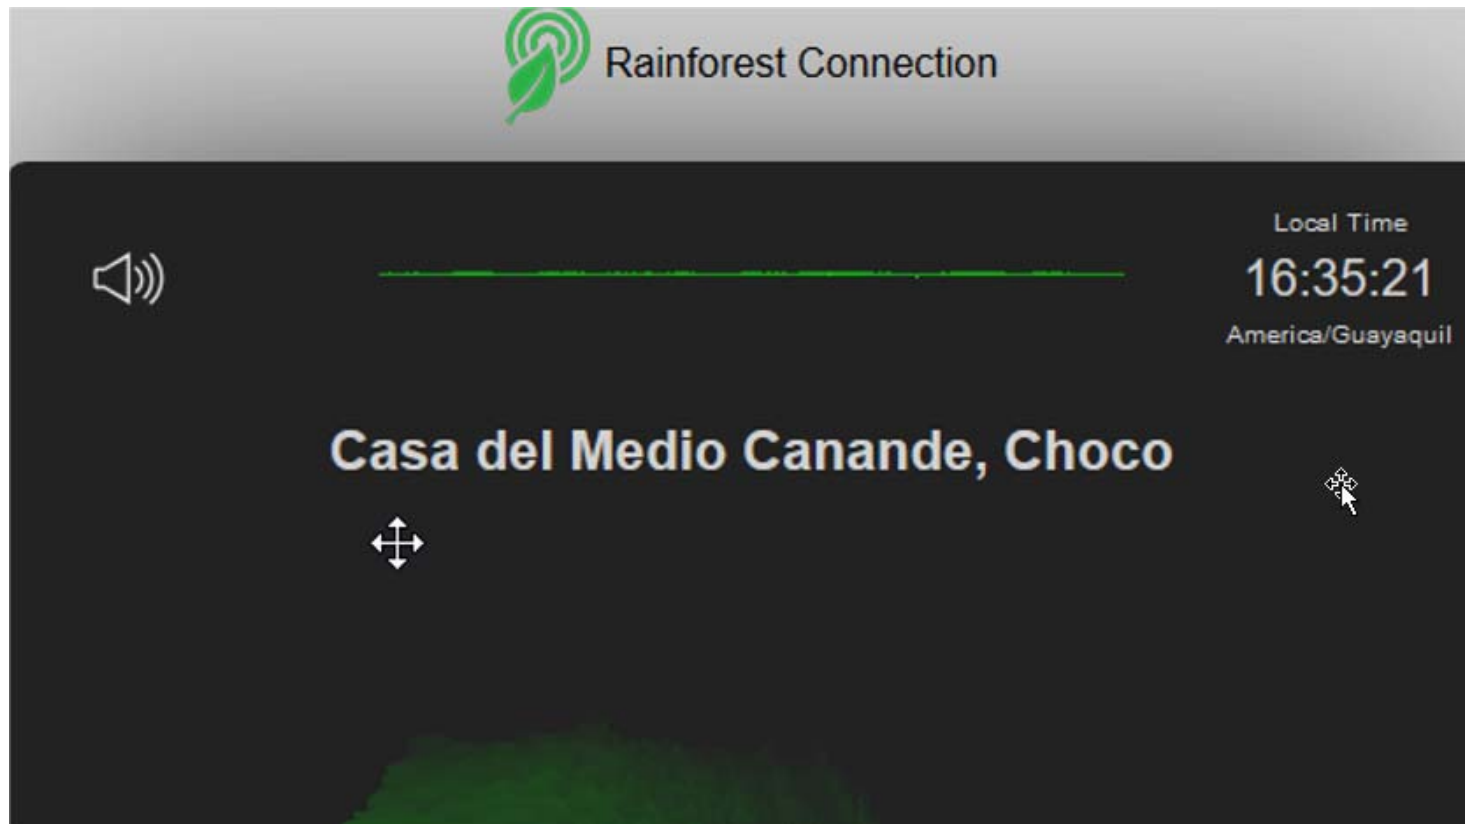 Rainforest Connection
Local Time
16:35:21
America/Guayaquil
Casa del Medio Canande, Choco